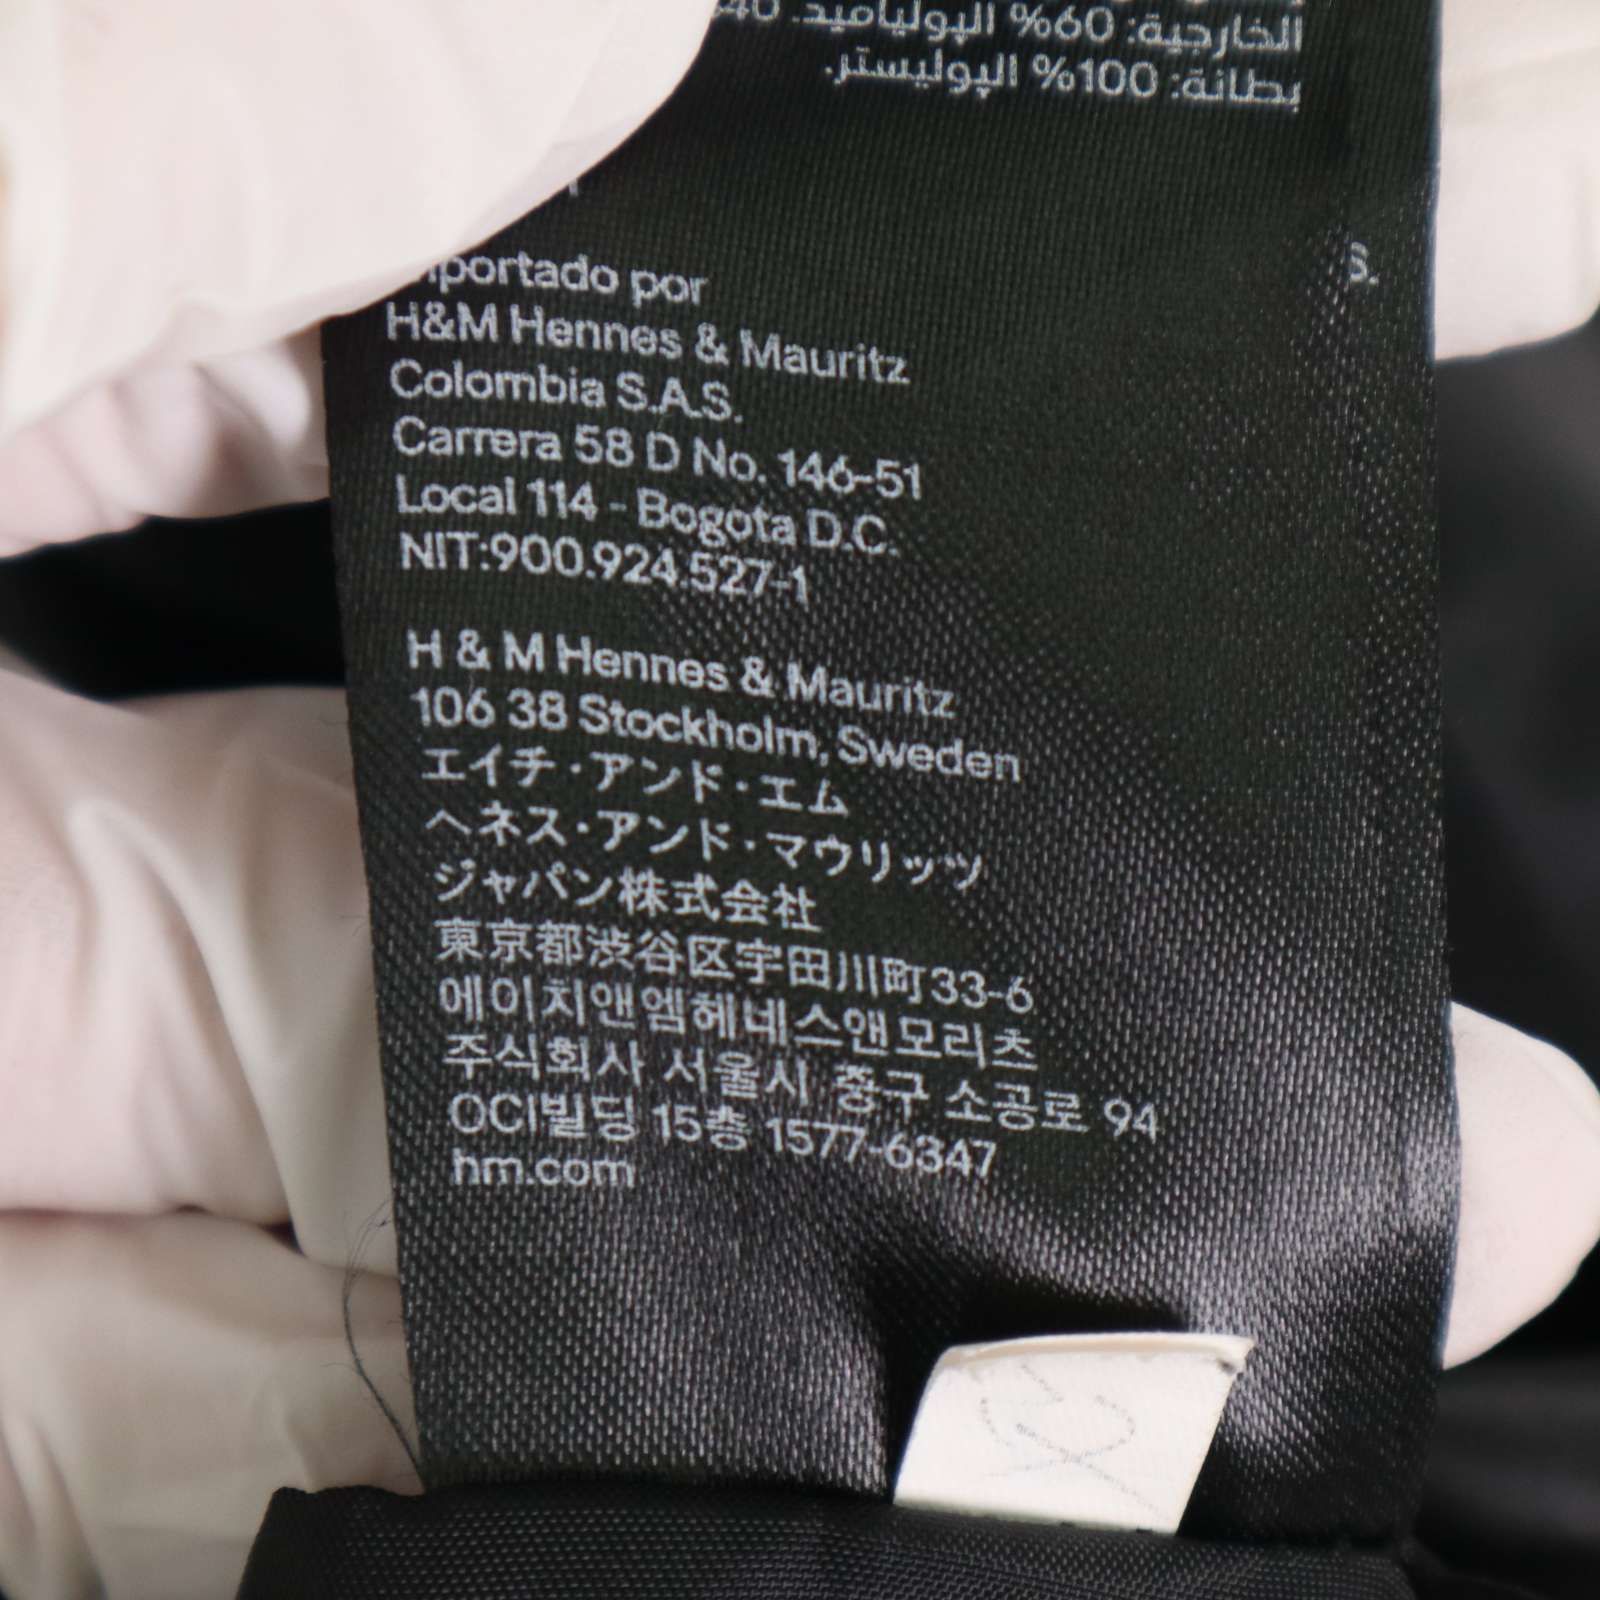 الخارجية: 60% البولياميد. 40%
بطانة: 100% البوليستر.
S.
Importado por
H&M Hennes & Mauritz
Colombia S.A.S.
Carrera 58 D No. 146-51
Local 114 - Bogota D.C.
NIT:900.924.527-1
H & M Hennes & Mauritz
106 38 Stockholm, Sweden
エイチ・アンド・エム
ヘネス・アンド・マウリッツ
ジャパン株式会社
東京都渋谷区宇田川町33-6
에이치앤엠헤네스앤모리츠
주식회사 서울시 중구 소공로 94
OCI빌딩 15층 1577-6347
hm.com